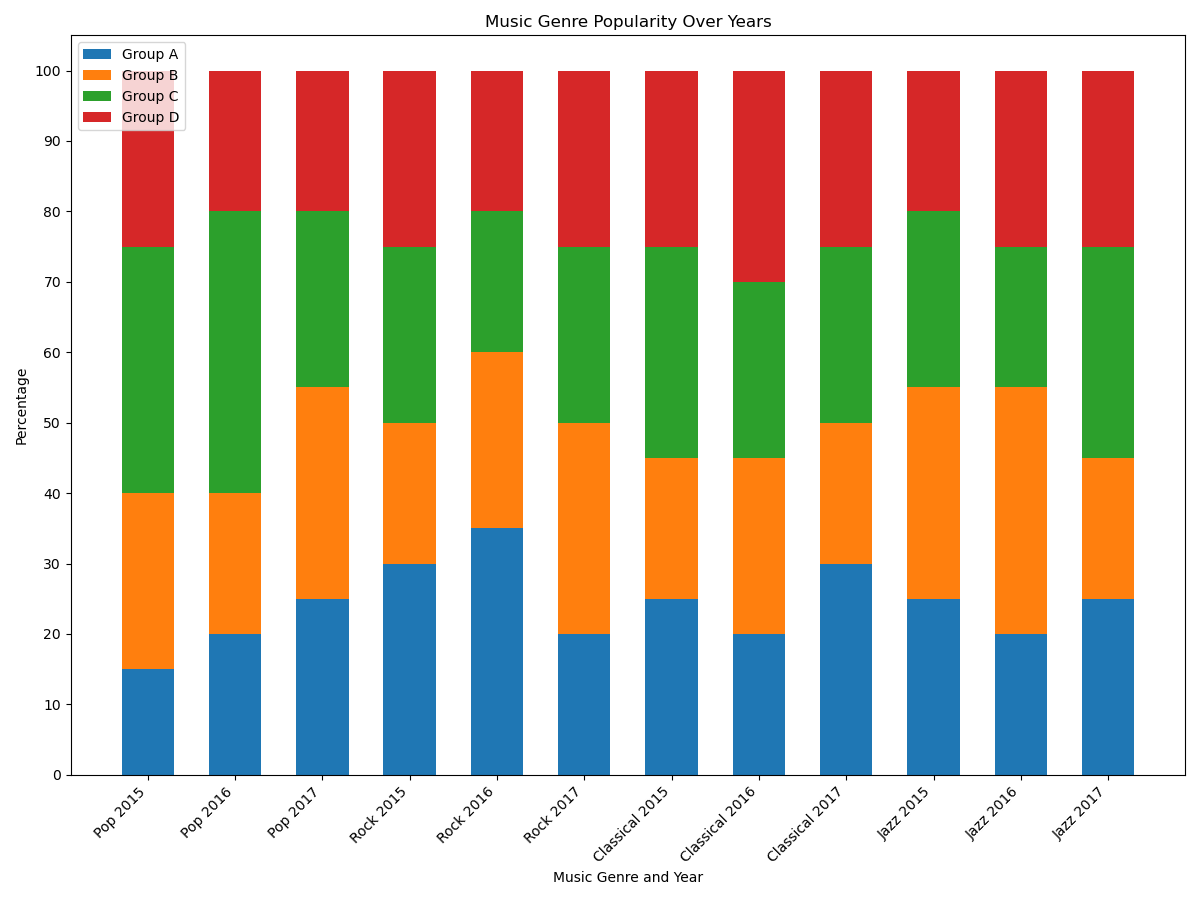 Music Genre Popularity Over Years
Group A
Group B
Group C
Group D
100
90
80
70
60
50
40
30
20
10
0
Percentage
Pop 2015
Pop 2016
Pop 2017
Rock 2015
Rock 2016
Rock 2017
Classical 2015
Classical 2016
Classical 2017
Jazz 2015
Jazz 2016
Jazz 2017
Music Genre and Year